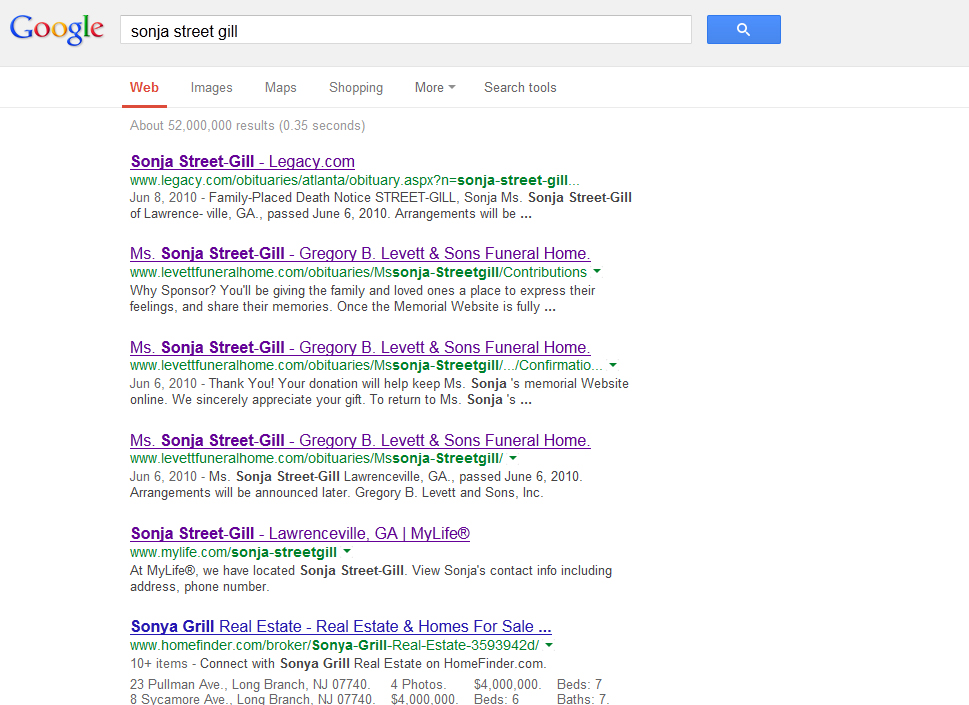 Google
sonja street gill
Web Images Maps Shopping More Search tools
About 52,000,000 results (0.35 seconds)
Sonja Street-Gill - Legacy.com
www.legacy.com/obituaries/atlanta/obituary.aspx?n=sonja-street-gill...
Jun 8, 2010 - Family-Placed Death Notice STREET-GILL, Sonja Ms. Sonja Street-Gill
of Lawrence- ville, GA., passed June 6, 2010. Arrangements will be ...
Ms. Sonja Street-Gill - Gregory B. Levett & Sons Funeral Home.
www.levettfuneralhome.com/obituaries/Mssonja-Streetgill/Contributions
Why Sponsor? You'll be giving the family and loved ones a place to express their
feelings, and share their memories. Once the Memorial Website is fully ...
Ms. Sonja Street-Gill - Gregory B. Levett & Sons Funeral Home.
www.levettfuneralhome.com/obituaries/Mssonja-Streetgill/.../Confirmatio...
Jun 6, 2010 - Thank You! Your donation will help keep Ms. Sonja 's memorial Website
online. We sincerely appreciate your gift. To return to Ms. Sonja 's ...
Ms. Sonja Street-Gill - Gregory B. Levett & Sons Funeral Home.
www.levettfuneralhome.com/obituaries/Mssonja-Streetgill/
Jun 6, 2010 - Ms. Sonja Street-Gill Lawrenceville, GA., passed June 6, 2010.
Arrangements will be announced later. Gregory B. Levett and Sons, Inc.
Sonja Street-Gill - Lawrenceville, GA | MyLife®
www.mylife.com/sonja-streetgill
At MyLife®, we have located Sonja Street-Gill. View Sonja's contact info including
address, phone number.
Sonya Grill Real Estate - Real Estate & Homes For Sale ...
www.homefinder.com/broker/Sonya-Grill-Real-Estate-3593942d/
10+ items - Connect with Sonya Grill Real Estate on HomeFinder.com.
23 Pullman Ave., Long Branch, NJ 07740. 4 Photos. $4,000,000. Beds: 7
8 Sycamore Ave., Long Branch, NJ 07740. $4,000,000. Beds: 6 Baths: 7.